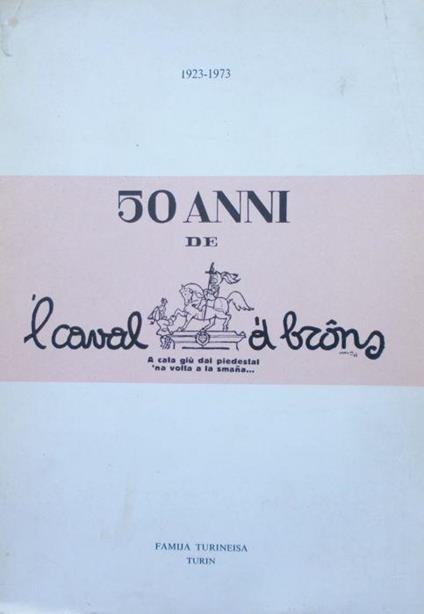 1923-1973
50 ANNI
DE
'l caval 'd brôns
A cala giù dal piedestal
'na volta a la smaña...
FAMIJA TURINEISA
TURIN